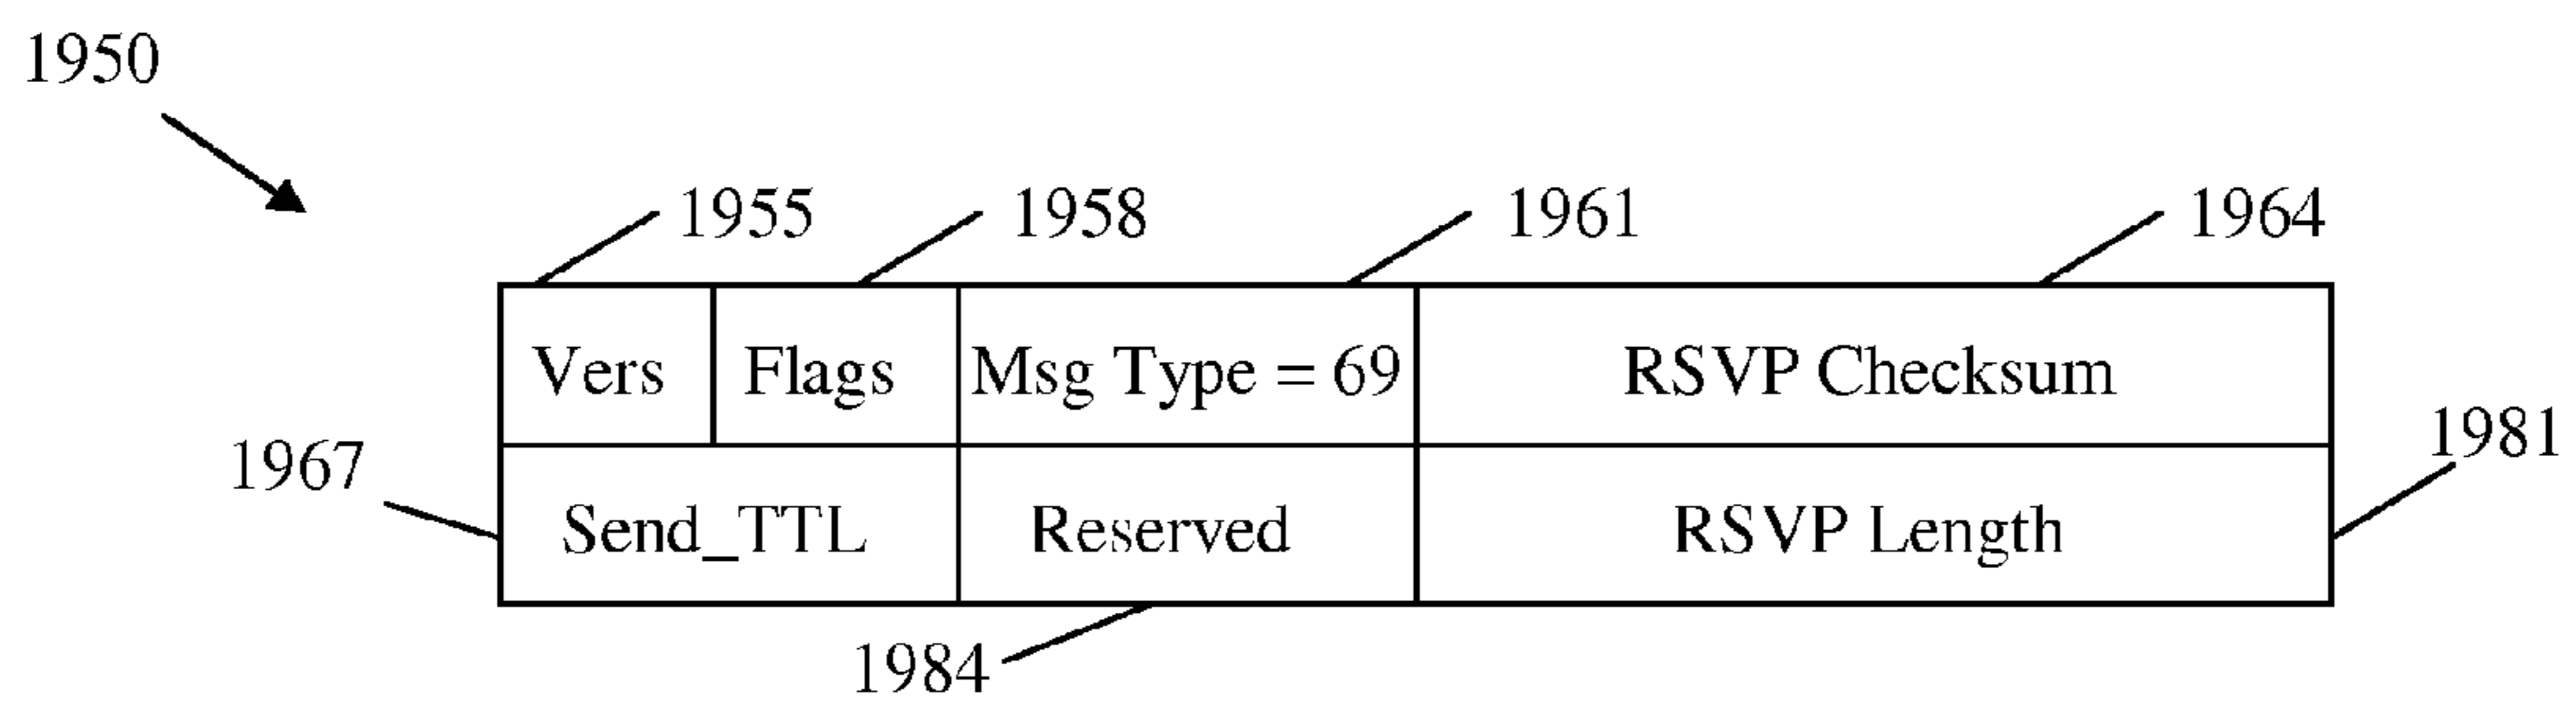 1950
1955 1958 1961 1964
Vers Flags Msg Type = 69 RSVP Checksum
1967 1981
Send_TTL Reserved RSVP Length
1984